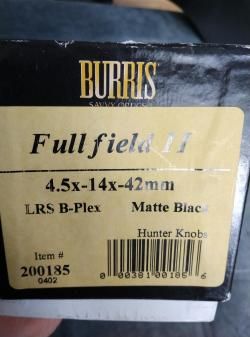 BURRIS
SAVVY OPTICS
Full field II
4.5x-14x-42mm
LRS B-Plex Matte Black
Hunter Knobs
Item #
200185
0402
0 00381 00185 6